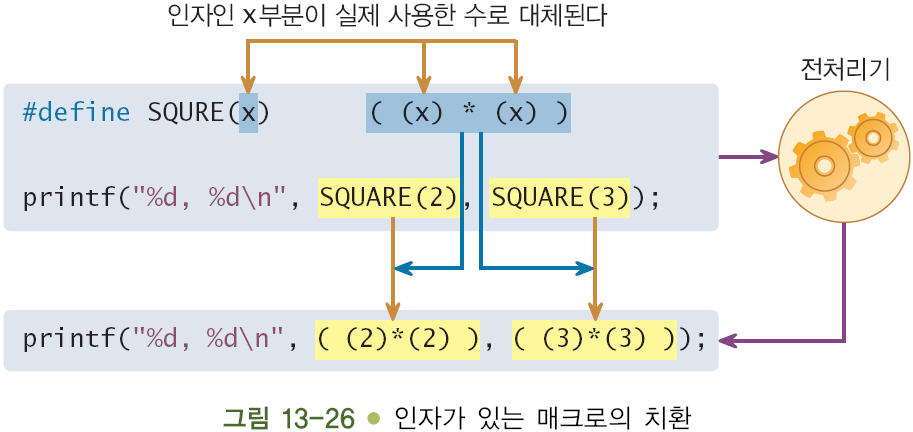 인자인 x부분이 실제 사용한 수로 대체된다
전처리기
#define SQURE(x) ( (x) * (x) )
printf("%d, %d\n", SQUARE(2), SQUARE(3));
printf("%d, %d\n", ( (2)*(2) ), ( (3)*(3) ));
그림 13-26 ● 인자가 있는 매크로의 치환